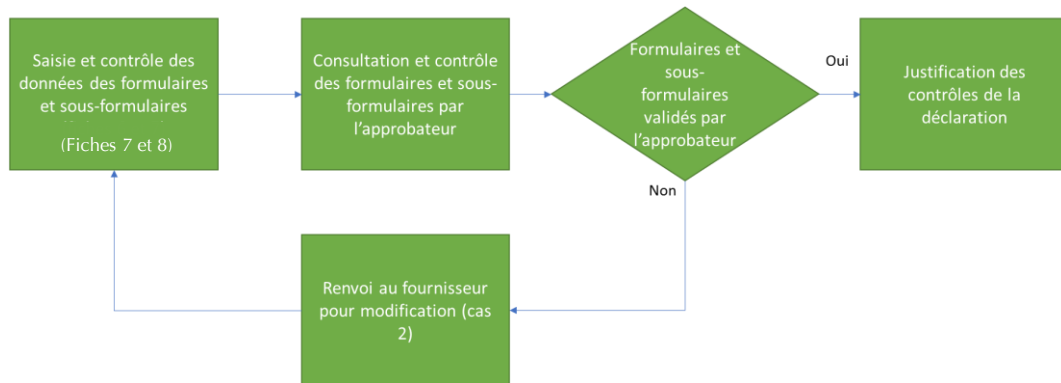 Saisie et contrôle des
données des formulaires
et sous-formulaires
(Fiches 7 et 8)
Consultation et contrôle
des formulaires et sous-
formulaires par
l'approbateur
Formulaires et
sous-
formulaires
validés par
l'approbateur
Oui
Justification des
contrôles de la
déclaration
Non
Renvoi au fournisseur
pour modification (cas
2)